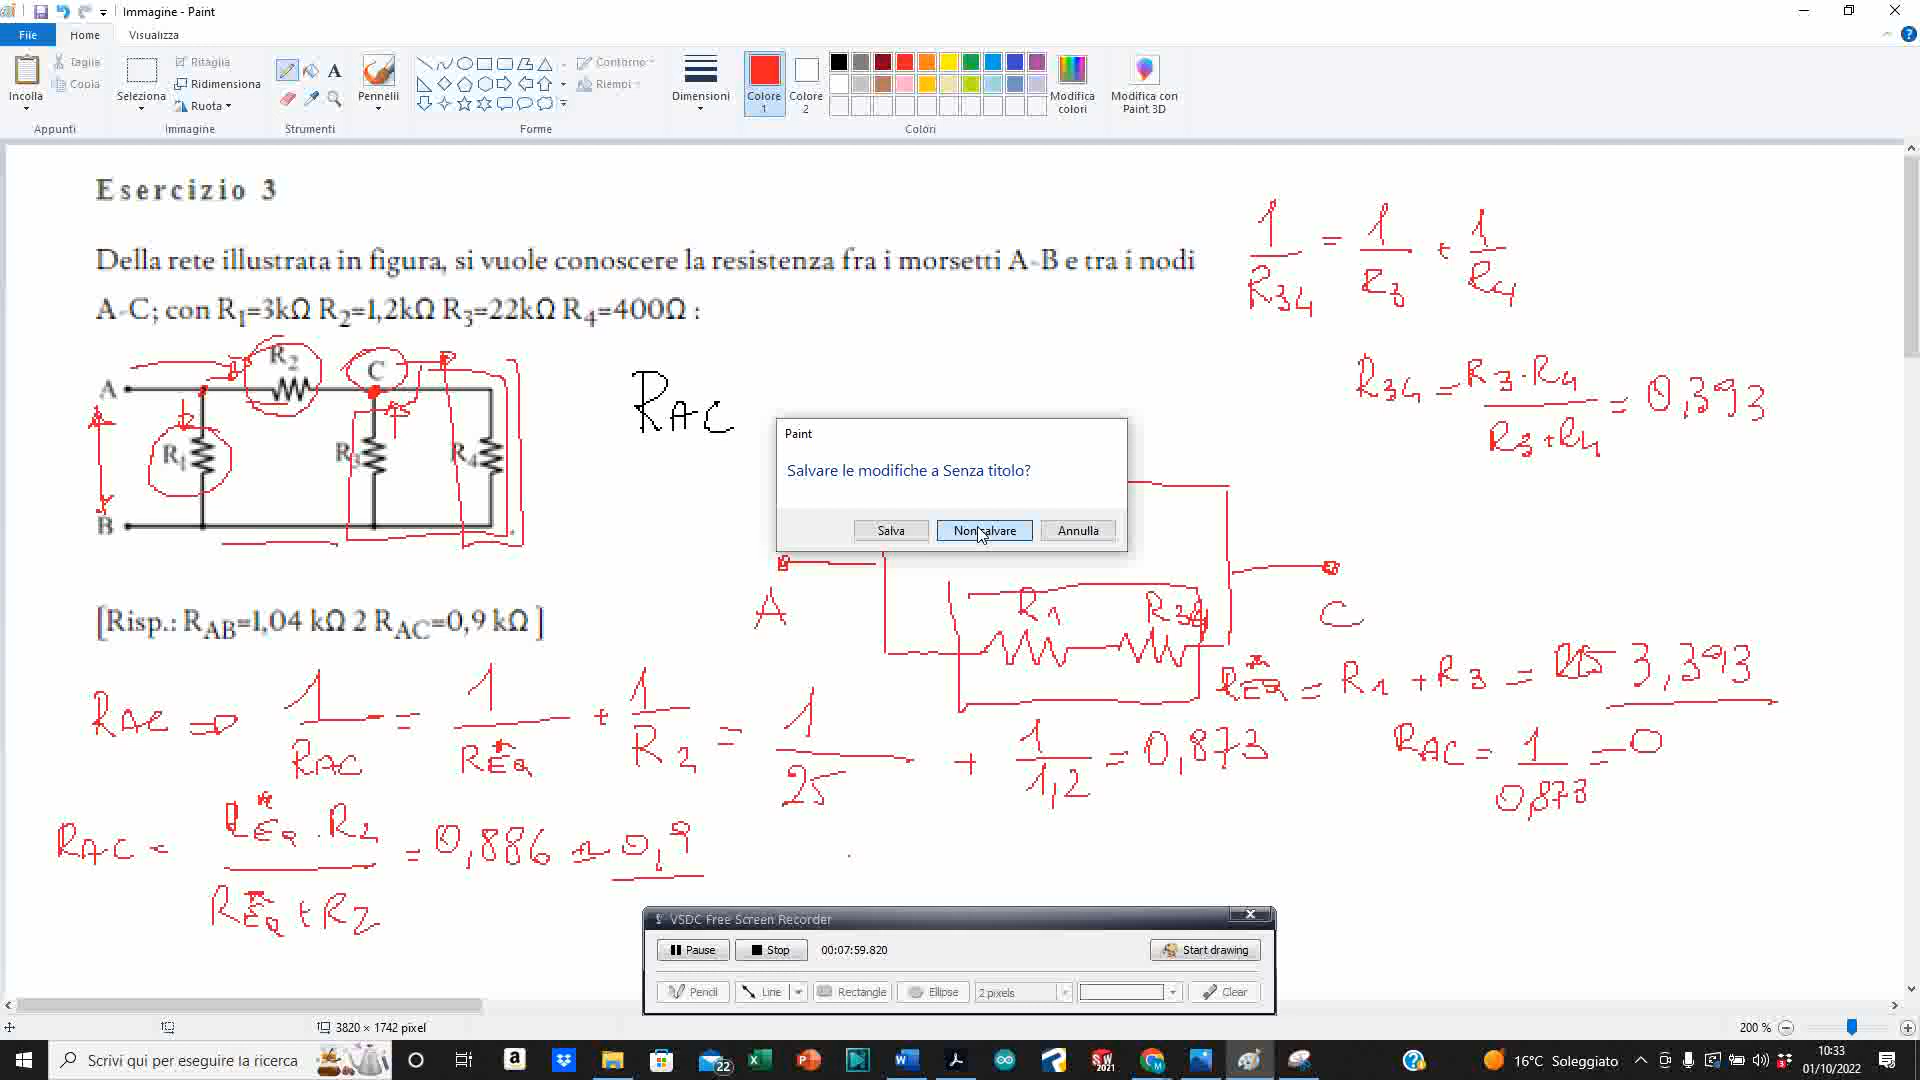 Immagine - Paint
File
Home
Visualizza
Incolla
Taglia
Copia
Appunti
Seleziona
Ritaglia
Ridimensiona
Ruota
Immagine
A
Strumenti
Pennelli
Contorno
Riempi
Forme
Dimensioni
Colore 1
Colore 2
Modifica colori
Modifica con Paint 3D
Colori
Esercizio 3
Della rete illustrata in figura, si vuole conoscere la resistenza fra i morsetti A-B e tra i nodi
A-C; con R1=3kΩ R2=1,2kΩ R3=22kΩ R4=400Ω :
1/R34 = 1/R3 + 1/R4
R34 = R3·R4 / R3+R4 = 0,393
A
R2
C
R1
R3
R4
B
RAC
Paint
Salvare le modifiche a Senza titolo?
Salva
Non salvare
Annulla
A
R1
R34
C
[Risp.: RAB=1,04 kΩ 2 RAC=0,9 kΩ ]
REQ* = R1 + R3 = 3,393
RAC ⇒ 1/RAC = 1/REQ* + 1/R2 = 1/25 + 1/1,2 = 0,873
RAC = 1/0,873 = 0
RAC = REQ*·R2 / REQ*+R2 = 0,886 ≈ 0,9
VSDC Free Screen Recorder
Pause
Stop
00:07:59.820
Start drawing
Pencil
Line
Rectangle
Ellipse
2 pixels
Clear
3820 × 1742 pixel
200 %
Scrivi qui per eseguire la ricerca
22
2021
16°C Soleggiato
10:33
01/10/2022